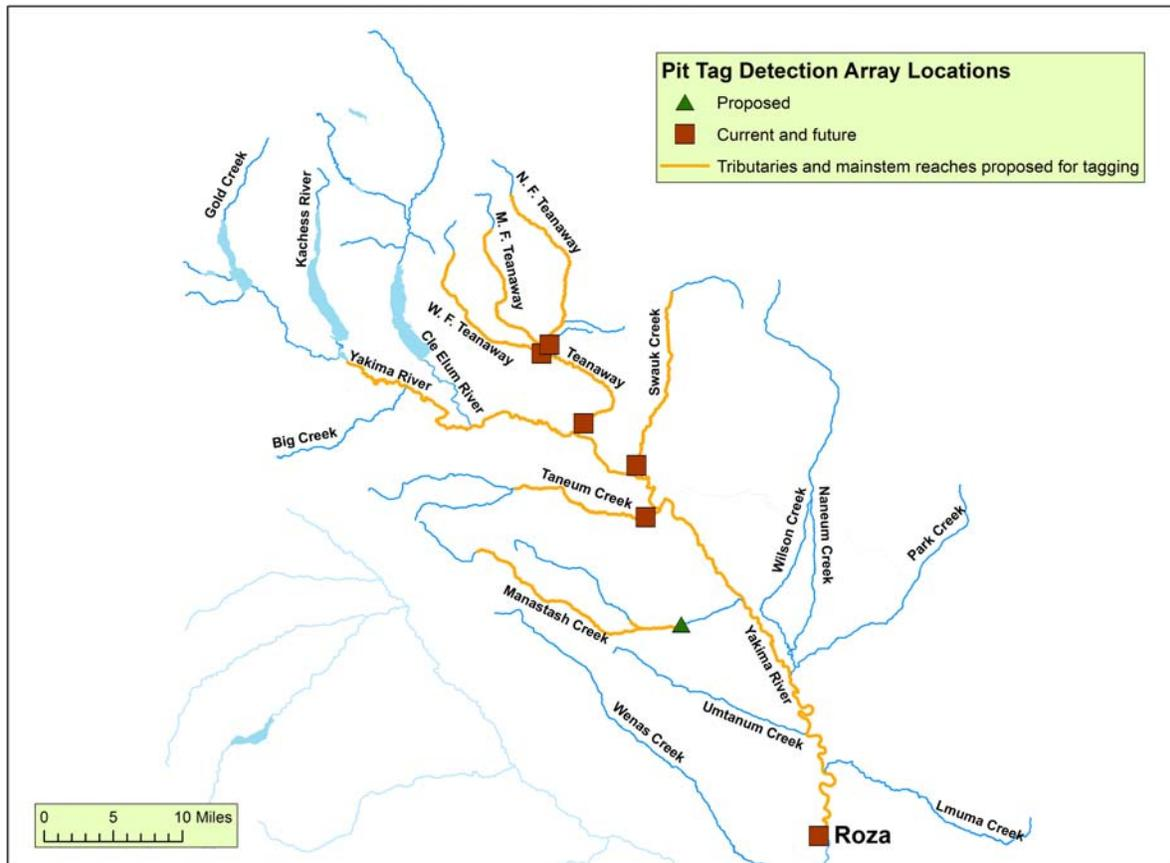 Pit Tag Detection Array Locations
Proposed
Current and future
Tributaries and mainstem reaches proposed for tagging
Gold Creek
Kachess River
N. F. Teanaway
M. F. Teanaway
W. F. Teanaway
Teanaway
Cle Elum River
Yakima River
Big Creek
Swauk Creek
Taneum Creek
Wilson Creek
Naneum Creek
Park Creek
Manastash Creek
Yakima River
Umtanum Creek
Wenas Creek
Lmuma Creek
Roza
0 5 10 Miles